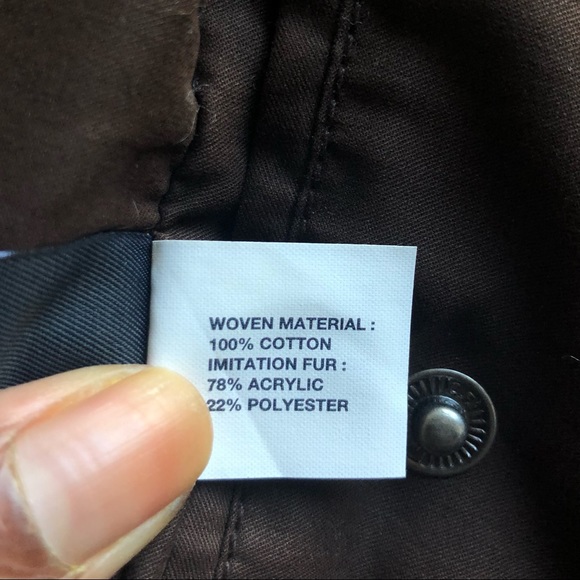 WOVEN MATERIAL :
100% COTTON
IMITATION FUR :
78% ACRYLIC
22% POLYESTER